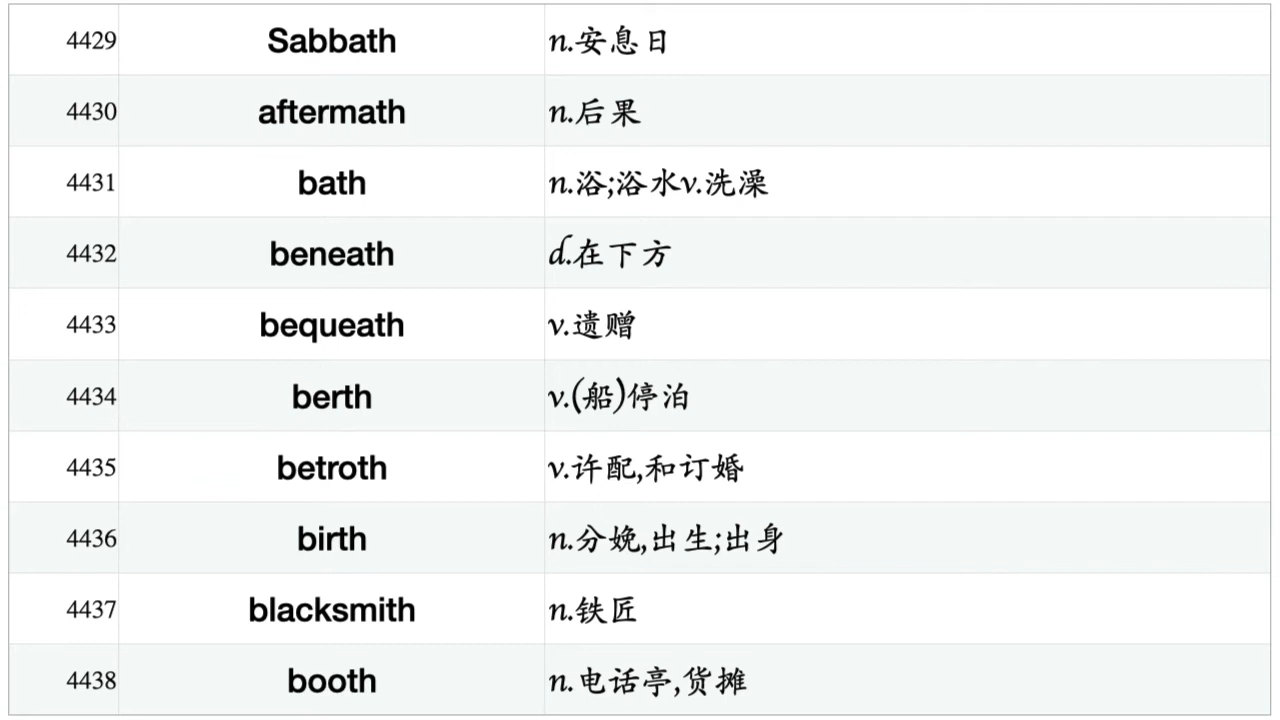 4429 Sabbath n.安息日
4430 aftermath n.后果
4431 bath n.浴;浴水v.洗澡
4432 beneath d.在下方
4433 bequeath v.遗赠
4434 berth v.(船)停泊
4435 betroth v.许配,和订婚
4436 birth n.分娩,出生;出身
4437 blacksmith n.铁匠
4438 booth n.电话亭,货摊